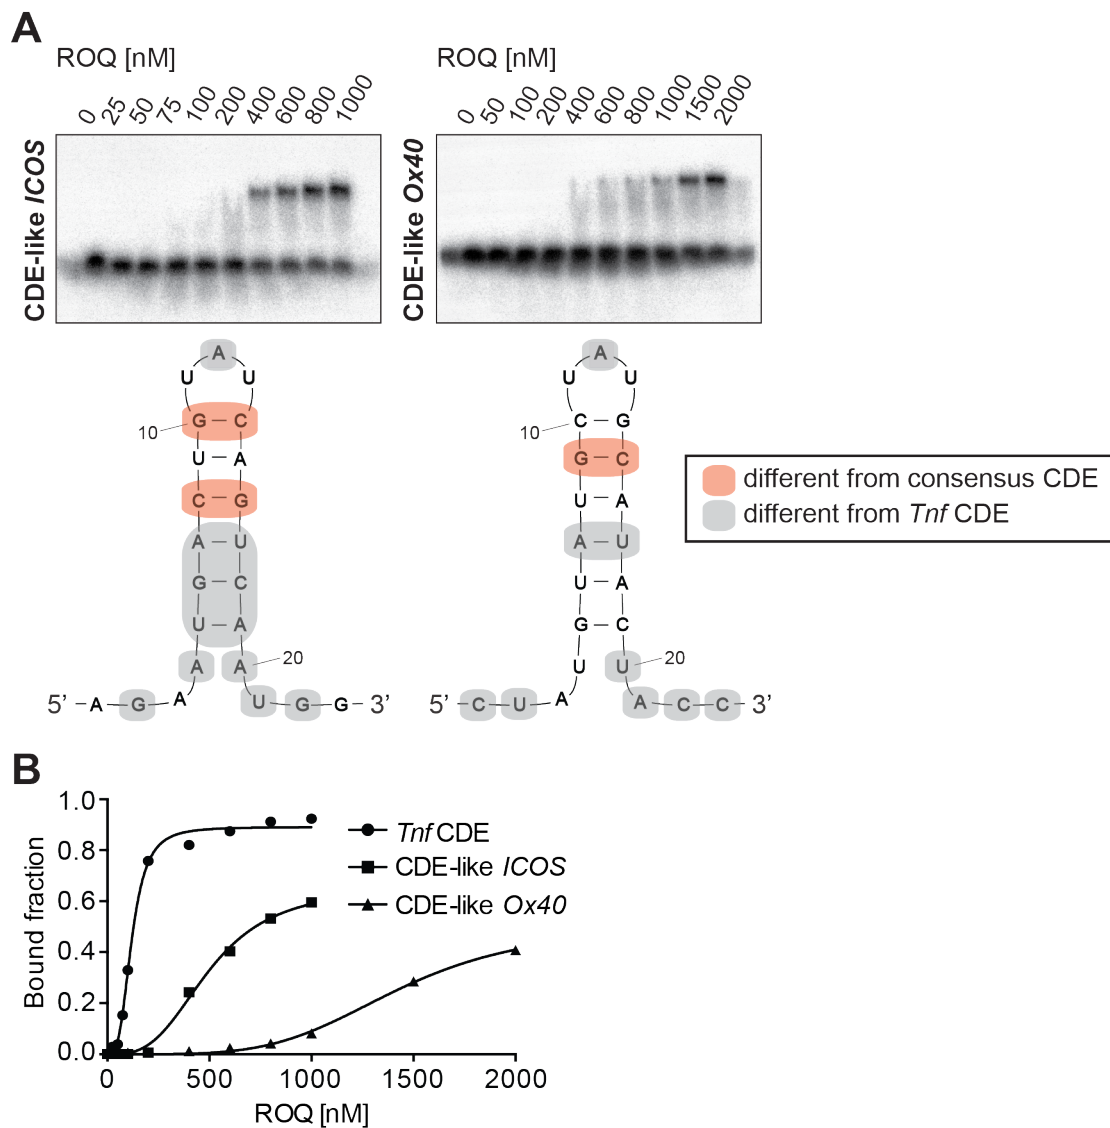 A
ROQ [nM]
0 25 50 75 100 200 400 600 800 1000
CDE-like ICOS
ROQ [nM]
0 50 100 200 400 600 800 1000 1500 2000
CDE-like Ox40
A
U U
10 G C
U A
C G
A U
G C
U A
A A 20
5’ A G A U G G 3’
A
U U
10 C G
G C
U A
A U
U A
G C
U U 20
5’ C U A A C C 3’
different from consensus CDE
different from Tnf CDE
B
Bound fraction
1.0
0.8
0.6
0.4
0.2
0.0
0 500 1000 1500 2000
ROQ [nM]
Tnf CDE
CDE-like ICOS
CDE-like Ox40